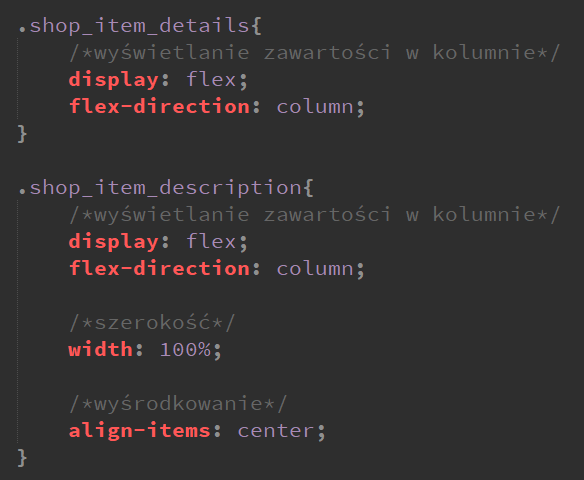 .shop_item_details{
/*wyświetlanie zawartości w kolumnie*/
display: flex;
flex-direction: column;
}
.shop_item_description{
/*wyświetlanie zawartości w kolumnie*/
display: flex;
flex-direction: column;
/*szerokość*/
width: 100%;
/*wyśrodkowanie*/
align-items: center;
}